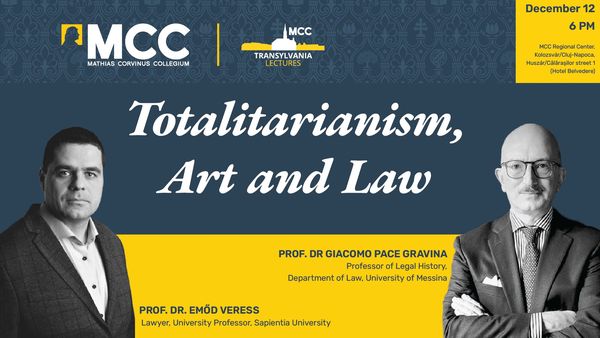 MCC
MATHIAS CORVINUS COLLEGIUM
MCC
TRANSYLVANIA
LECTURES
December 12
6 PM
MCC Regional Center,
Kolozsvár/Cluj-Napoca,
Huszár/Călărașilor street 1
(Hotel Belvedere)
Totalitarianism,
Art and Law
PROF. DR GIACOMO PACE GRAVINA
Professor of Legal History,
Department of Law, University of Messina
PROF. DR. EMŐD VERESS
Lawyer, University Professor, Sapientia University